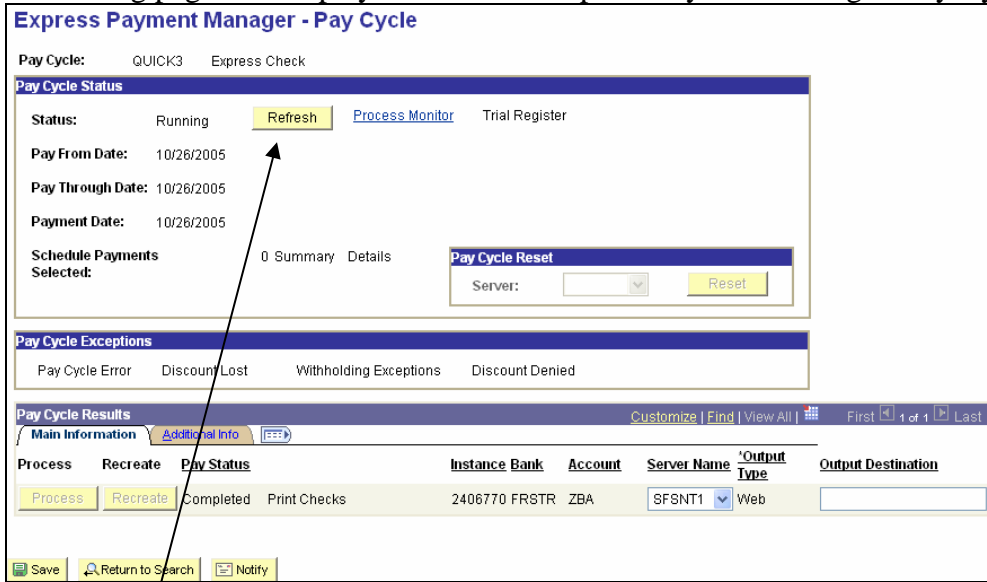 Express Payment Manager - Pay Cycle
Pay Cycle: QUICK3 Express Check
Pay Cycle Status
Status: Running Refresh Process Monitor Trial Register
Pay From Date: 10/26/2005
Pay Through Date: 10/26/2005
Payment Date: 10/26/2005
Schedule Payments Selected: 0 Summary Details
Pay Cycle Reset
Server: Reset
Pay Cycle Exceptions
Pay Cycle Error Discount Lost Withholding Exceptions Discount Denied
Pay Cycle Results Customize | Find | View All | First 1 of 1 Last
Main Information Additional Info
Process Recreate Pay Status Instance Bank Account Server Name *Output Type Output Destination
Process Recreate Completed Print Checks 2406770 FRSTR ZBA SFSNT1 Web
Save Return to Search Notify